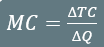 MC = ΔTC / ΔQ